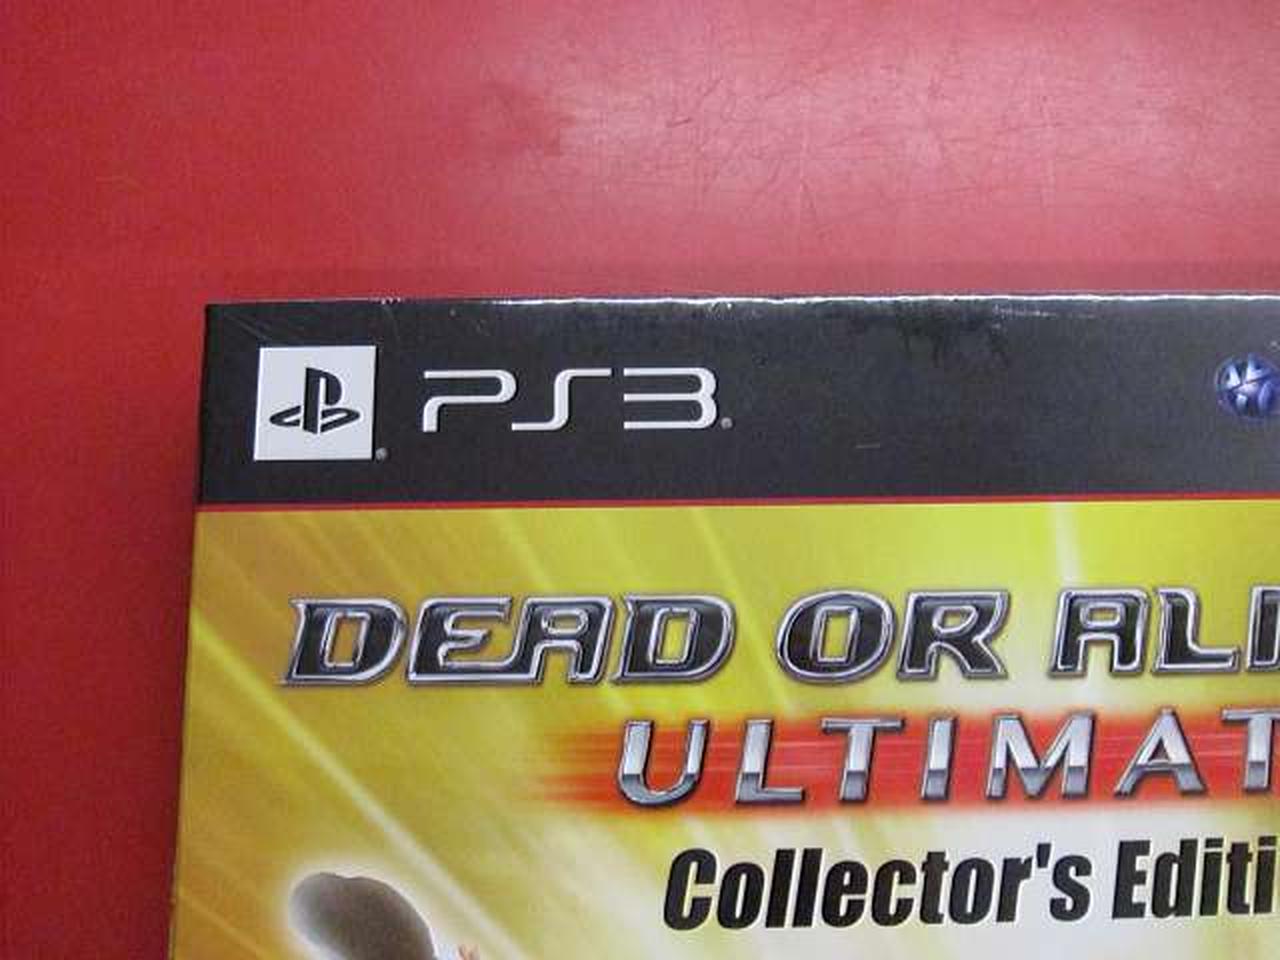 PS3
DEAD OR ALI
ULTIMAT
Collector's Editi